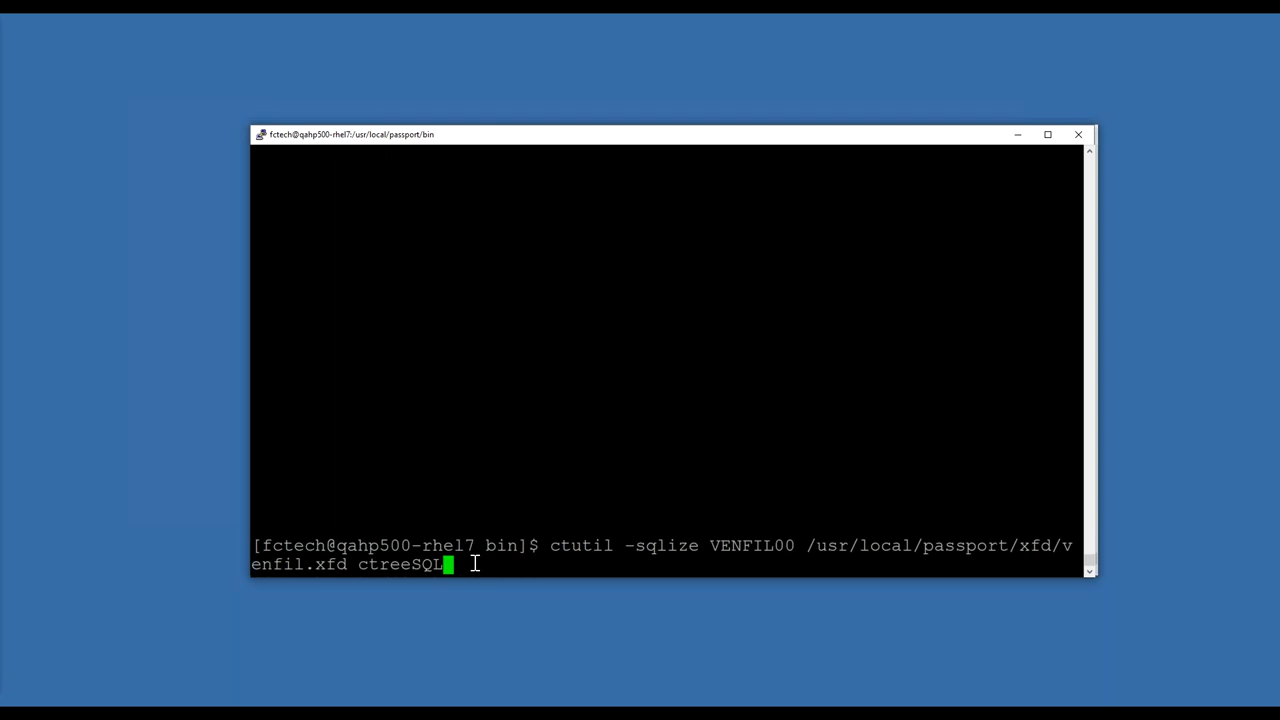 fctech@qahp500-rhel7:/usr/local/passport/bin
[fctech@qahp500-rhel7 bin]$ ctutil -sqlize VENFIL00 /usr/local/passport/xfd/v
enfil.xfd ctreeSQL